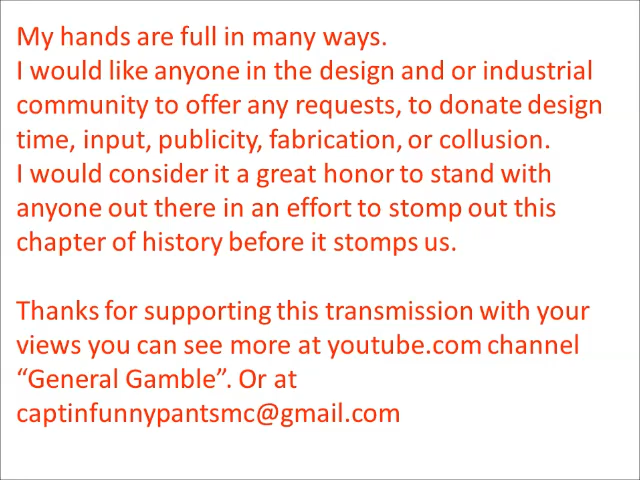 My hands are full in many ways.
I would like anyone in the design and or industrial
community to offer any requests, to donate design
time, input, publicity, fabrication, or collusion.
I would consider it a great honor to stand with
anyone out there in an effort to stomp out this
chapter of history before it stomps us.
Thanks for supporting this transmission with your
views you can see more at youtube.com channel
“General Gamble”. Or at
captinfunnypantsmc@gmail.com